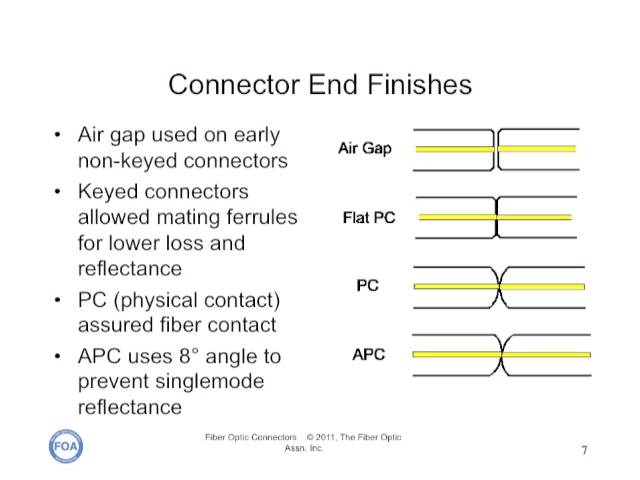 Connector End Finishes
• Air gap used on early
non-keyed connectors
• Keyed connectors
allowed mating ferrules
for lower loss and
reflectance
• PC (physical contact)
assured fiber contact
• APC uses 8° angle to
prevent singlemode
reflectance
Air Gap
Flat PC
PC
APC
FOA
Fiber Optic Connectors © 2011, The Fiber Optic
Assn. Inc.
7